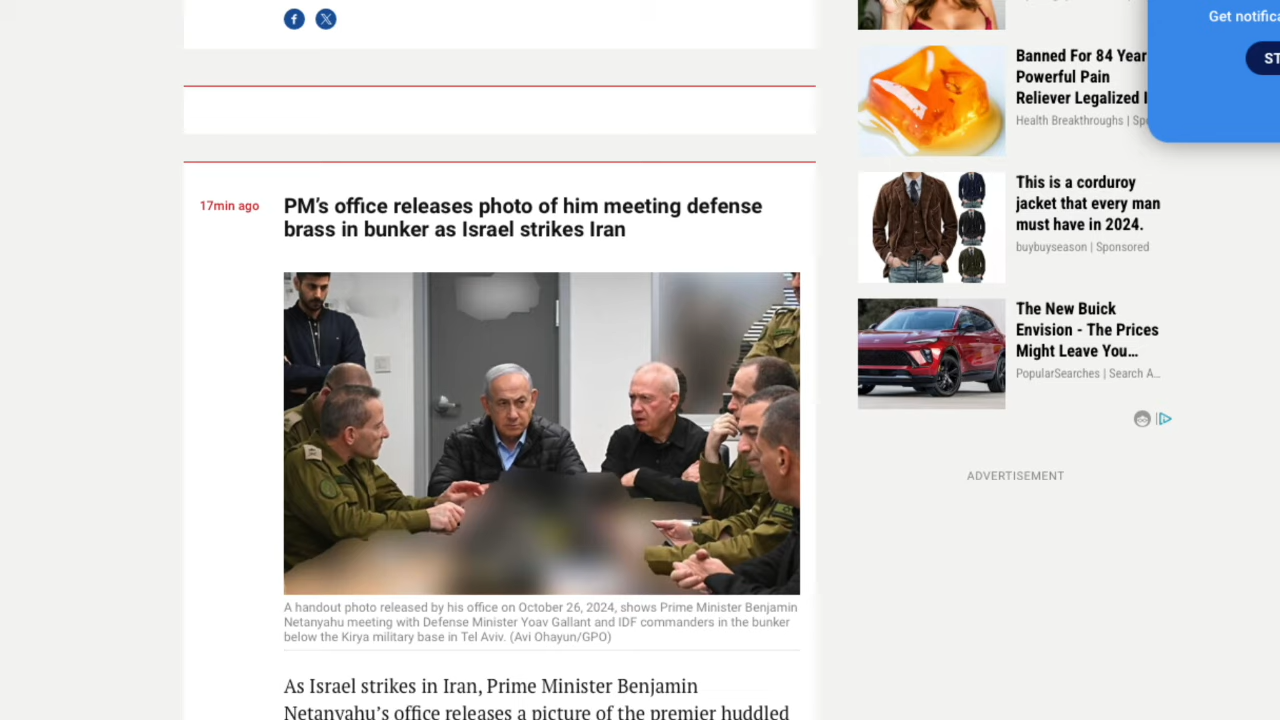 Get notifica
ST
Banned For 84 Year
Powerful Pain
Reliever Legalized I
Health Breakthroughs | Spo
This is a corduroy
jacket that every man
must have in 2024.
buybuyseason | Sponsored
The New Buick
Envision - The Prices
Might Leave You...
PopularSearches | Search A...
ADVERTISEMENT
17min ago
PM’s office releases photo of him meeting defense
brass in bunker as Israel strikes Iran
A handout photo released by his office on October 26, 2024, shows Prime Minister Benjamin
Netanyahu meeting with Defense Minister Yoav Gallant and IDF commanders in the bunker
below the Kirya military base in Tel Aviv. (Avi Ohayun/GPO)
As Israel strikes in Iran, Prime Minister Benjamin
Netanyahu’s office releases a picture of the premier huddled